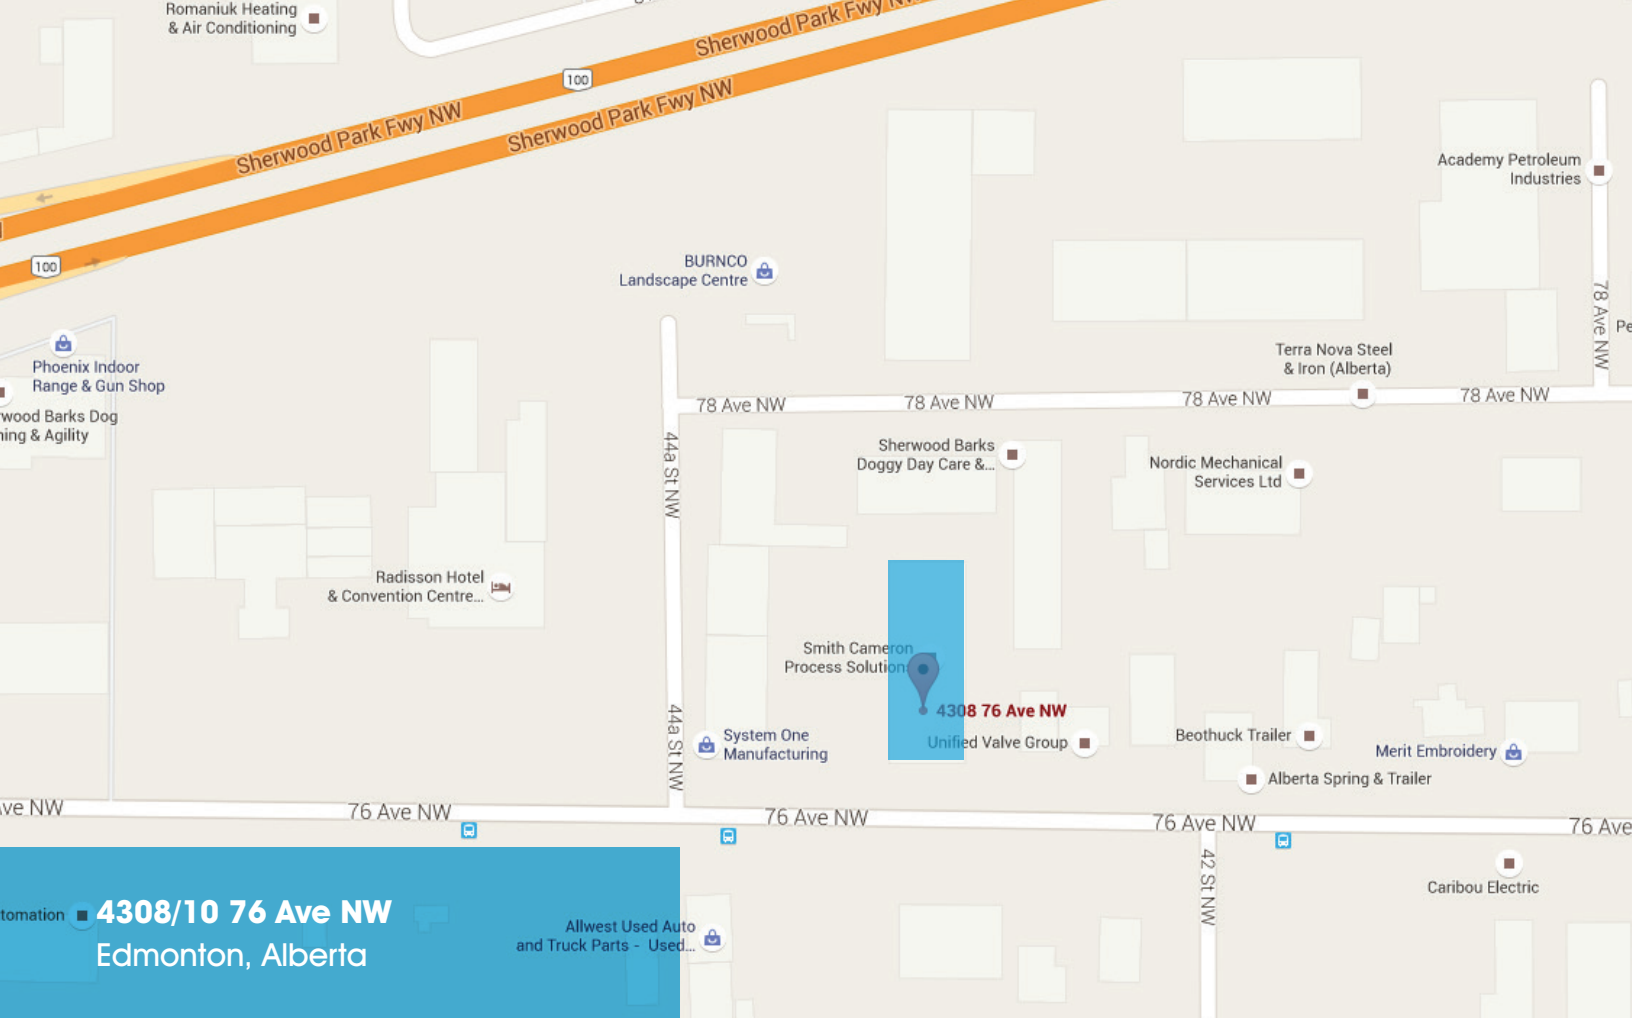 Romaniuk Heating
& Air Conditioning
Sherwood Park Fwy
100
Sherwood Park Fwy NW
Sherwood Park Fwy NW
100
Academy Petroleum
Industries
BURNCO
Landscape Centre
78 Ave NW
Phoenix Indoor
Range & Gun Shop
Terra Nova Steel
& Iron (Alberta)
78 Ave NW
78 Ave NW
78 Ave NW
78 Ave NW
Barks Dog
& Agility
44a St NW
Sherwood Barks
Doggy Day Care &...
Nordic Mechanical
Services Ltd
Radisson Hotel
& Convention Centre...
Smith Cameron
Process Solutions
4308 76 Ave NW
44a St NW
System One
Manufacturing
Unified Valve Group
Beothuck Trailer
Merit Embroidery
Alberta Spring & Trailer
NW
76 Ave NW
76 Ave NW
76 Ave NW
76 Ave
42 St NW
Caribou Electric
4308/10 76 Ave NW
Edmonton, Alberta
Allwest Used Auto
and Truck Parts - Used...